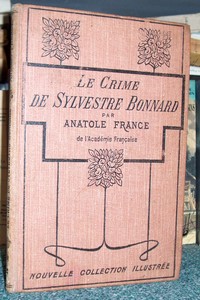 LE CRIME
DE SYLVESTRE BONNARD
PAR
ANATOLE FRANCE
de l'Académie Française
NOUVELLE COLLECTION ILLUSTRÉE